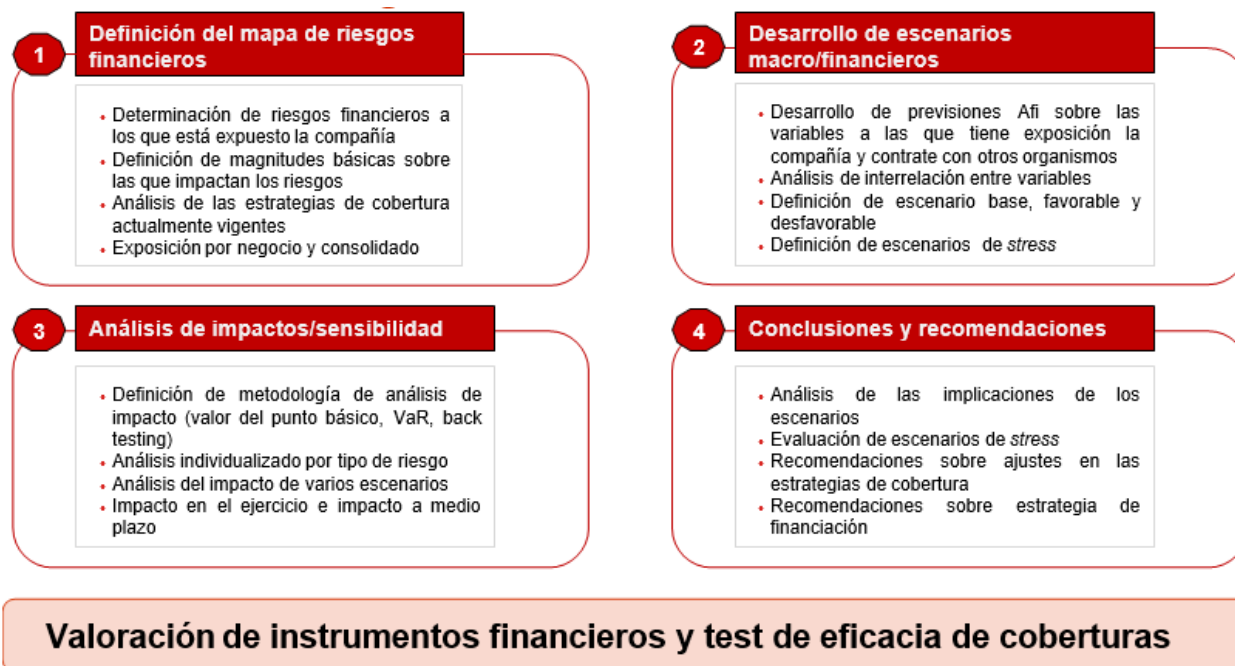 1
Definición del mapa de riesgos
financieros
• Determinación de riesgos financieros a
los que está expuesto la compañía
• Definición de magnitudes básicas sobre
las que impactan los riesgos
• Análisis de las estrategias de cobertura
actualmente vigentes
• Exposición por negocio y consolidado
2
Desarrollo de escenarios
macro/financieros
• Desarrollo de previsiones Afi sobre las
variables a las que tiene exposición la
compañía y contrate con otros organismos
• Análisis de interrelación entre variables
• Definición de escenario base, favorable y
desfavorable
• Definición de escenarios de stress
3
Análisis de impactos/sensibilidad
• Definición de metodología de análisis de
impacto (valor del punto básico, VaR, back
testing)
• Análisis individualizado por tipo de riesgo
• Análisis del impacto de varios escenarios
• Impacto en el ejercicio e impacto a medio
plazo
4
Conclusiones y recomendaciones
• Análisis de las implicaciones de los
escenarios
• Evaluación de escenarios de stress
• Recomendaciones sobre ajustes en las
estrategias de cobertura
• Recomendaciones sobre estrategia de
financiación
Valoración de instrumentos financieros y test de eficacia de coberturas